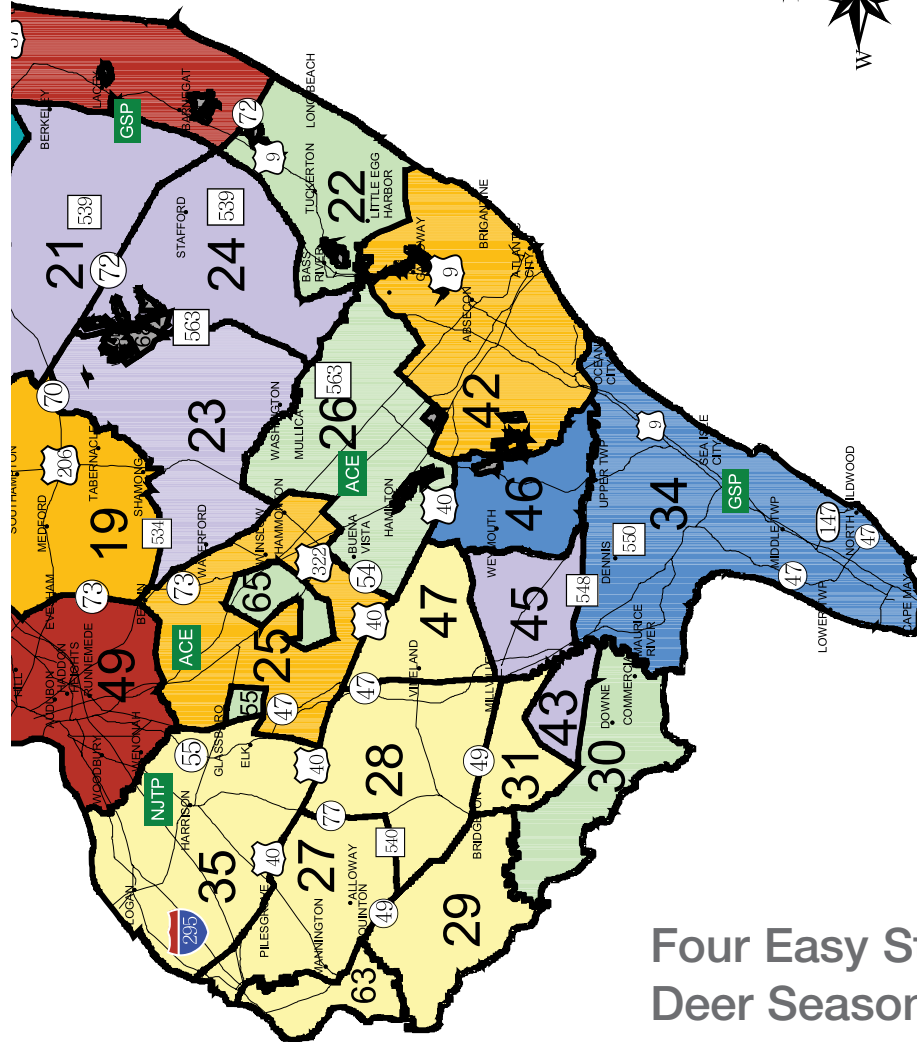 37
BERKELEY
LACEY
GSP
BARNEGAT
72
9
LONG BEACH
TUCKERTON
22
LITTLE EGG
HARBOR
BASS
RIVER
21
539
72
STAFFORD
539
24
563
W
70
SOUTHAMPTON
206
MEDFORD
TABERNACLE
19
SHAMONG
534
23
WASHINGTON
MULLICA
563
26
ACE
HAMILTON
BUENA
VISTA
40
54
BRIGANTINE
9
ATLANTIC
CITY
ABSECON
42
OCEAN
CITY
EVESHAM
73
BERLIN
73
WATERFORD
WINSLOW
HAMMONTON
322
65
ACE
25
55
47
40
HILL
AUDUBON
HADDON
HEIGHTS
RUNNEMEDE
49
WOODBURY
WENONAH
NJTP
55
GLASSBORO
ELK
HARRISON
35
LOGAN
295
40
40
PILESGROVE
27
77
ALLOWAY
QUINTON
MANNINGTON
49
540
63
28
47
VINELAND
47
MILLVILLE
49
BRIDGETON
31
29
43
45
46
WEYMOUTH
UPPER TWP
9
SEA ISLE
CITY
34
550
DENNIS
548
MAURICE
RIVER
GSP
MIDDLE TWP
147
NORTH WILDWOOD
47
47
LOWER TWP
CAPE MAY
DOWNE
COMMERCIAL
30
Four Easy St
Deer Season